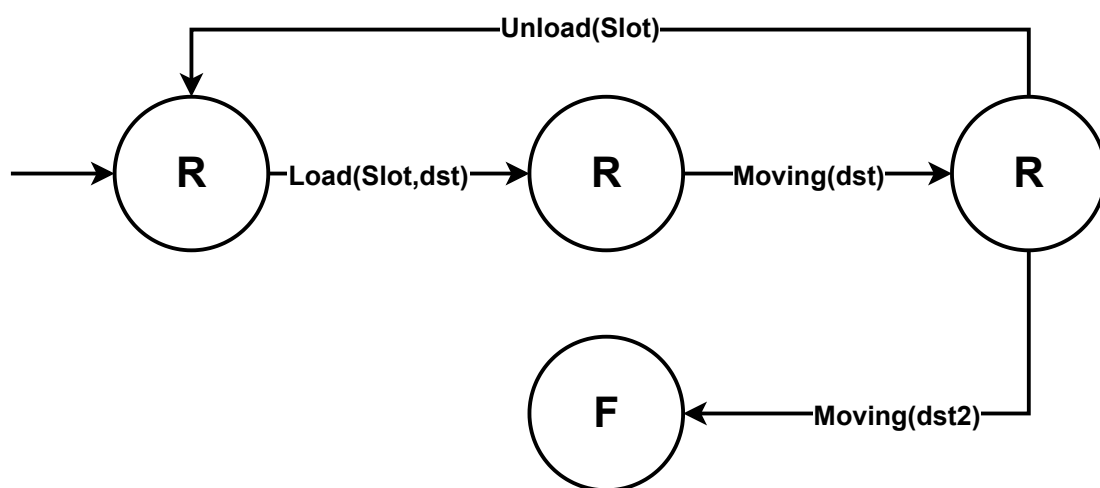 Unload(Slot)
R
Load(Slot,dst)
R
Moving(dst)
R
F
Moving(dst2)